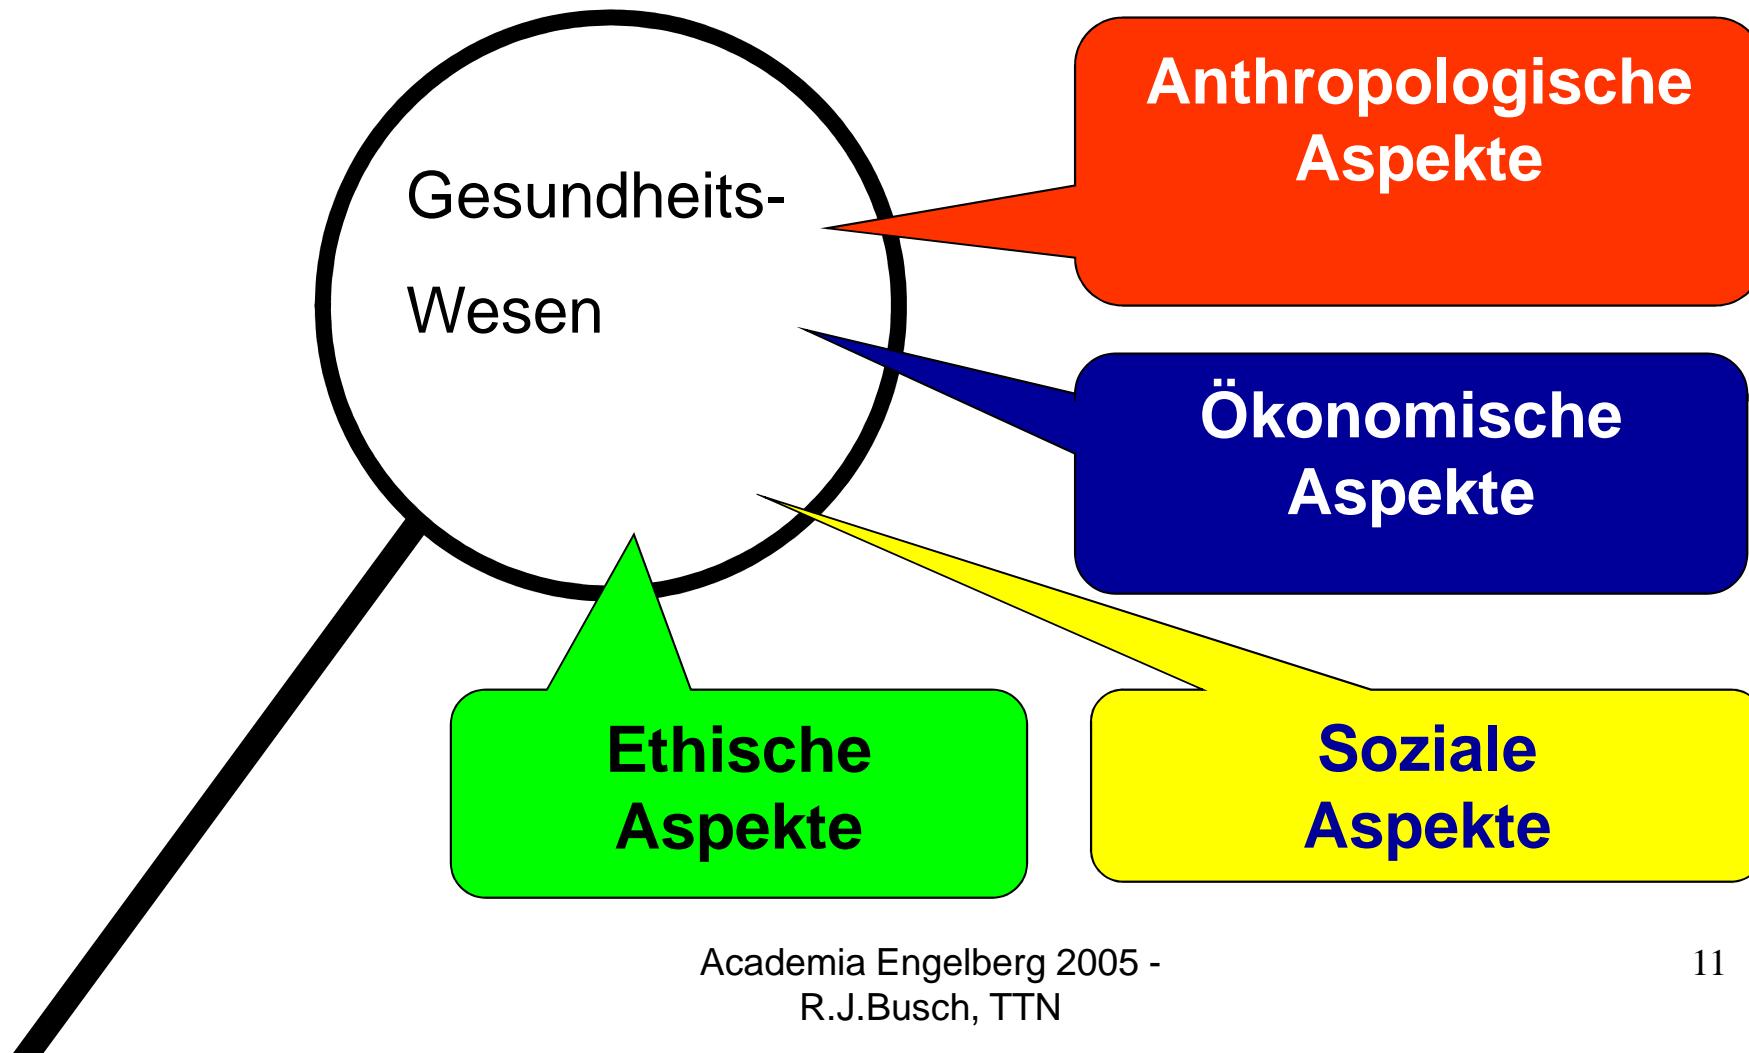 Gesundheits-
Wesen
Anthropologische
Aspekte
Ökonomische
Aspekte
Ethische
Aspekte
Soziale
Aspekte
Academia Engelberg 2005 -
R.J.Busch, TTN
11